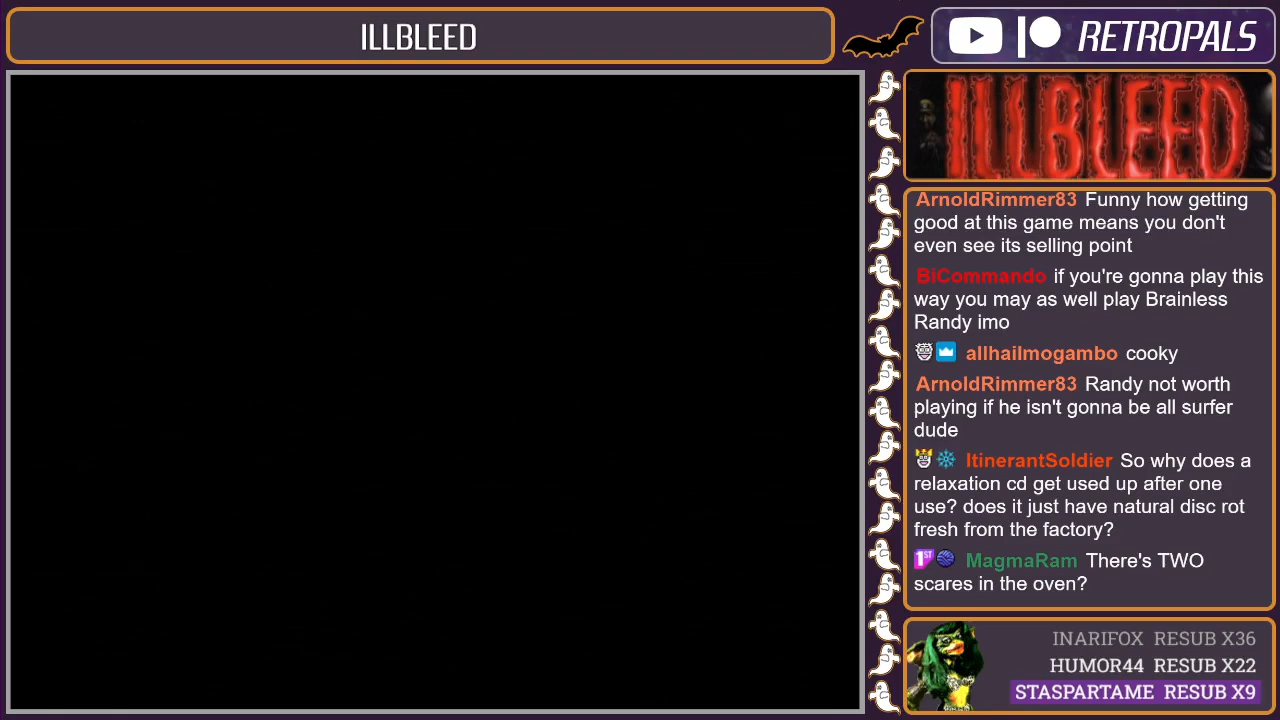 ILLBLEED
RETROPALS
ILLBLEED
ArnoldRimmer83 Funny how getting
good at this game means you don't
even see its selling point
BiCommando if you're gonna play this
way you may as well play Brainless
Randy imo
allhailmogambo cooky
ArnoldRimmer83 Randy not worth
playing if he isn't gonna be all surfer
dude
ItinerantSoldier So why does a
relaxation cd get used up after one
use? does it just have natural disc rot
fresh from the factory?
1ST MagmaRam There's TWO
scares in the oven?
INARIFOX RESUB X36
HUMOR44 RESUB X22
STASPARTAME RESUB X9